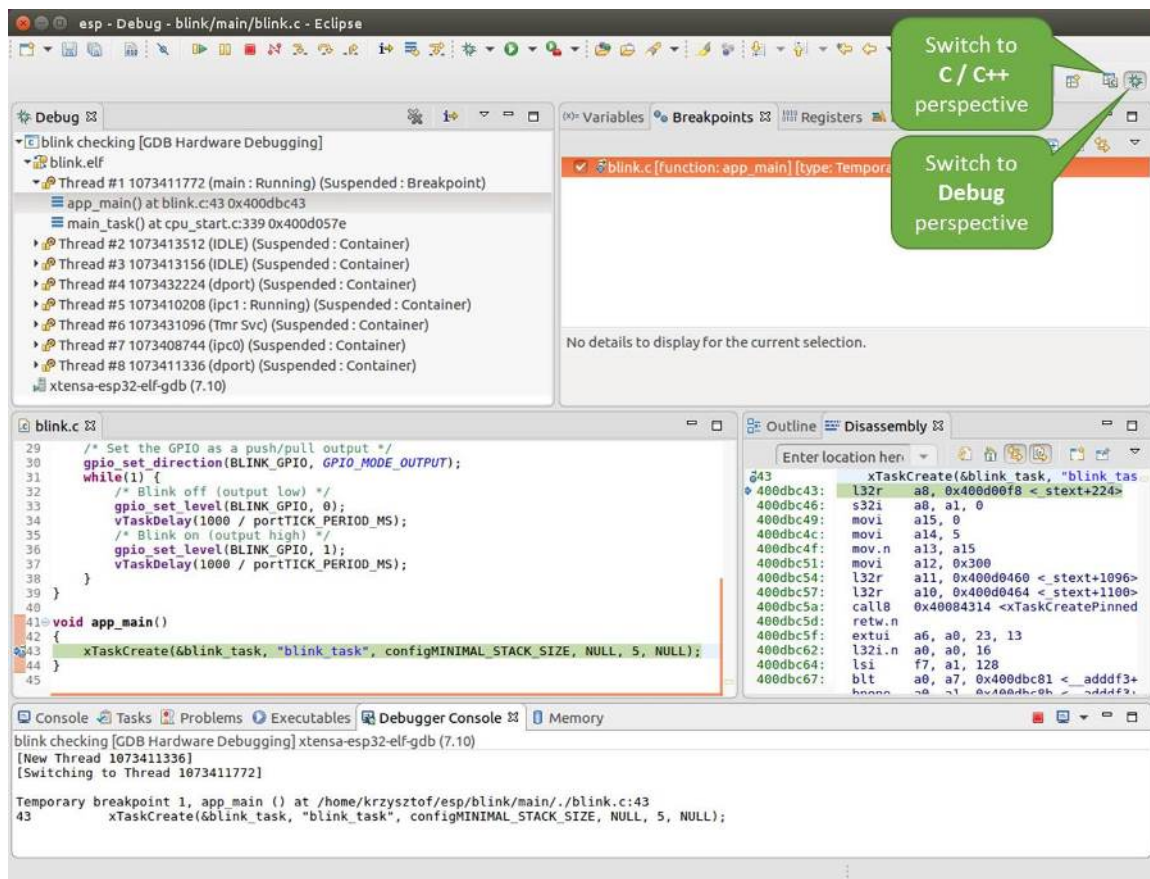 esp - Debug - blink/main/blink.c - Eclipse
Switch to
C / C++
perspective
Debug
Variables
Breakpoints
Registers
blink checking [GDB Hardware Debugging]
blink.elf
Thread #1 1073411772 (main : Running) (Suspended : Breakpoint)
app_main() at blink.c:43 0x400dbc43
main_task() at cpu_start.c:339 0x400d057e
Thread #2 1073413512 (IDLE) (Suspended : Container)
Thread #3 1073413156 (IDLE) (Suspended : Container)
Thread #4 1073432224 (dport) (Suspended : Container)
Thread #5 1073410208 (ipc1 : Running) (Suspended : Container)
Thread #6 1073431096 (Tmr Svc) (Suspended : Container)
Thread #7 1073408744 (ipc0) (Suspended : Container)
Thread #8 1073411336 (dport) (Suspended : Container)
xtensa-esp32-elf-gdb (7.10)
blink.c [function: app_main] [type: Tempora
Switch to
Debug
perspective
No details to display for the current selection.
blink.c
29 /* Set the GPIO as a push/pull output */
30 gpio_set_direction(BLINK_GPIO, GPIO_MODE_OUTPUT);
31 while(1) {
32 /* Blink off (output low) */
33 gpio_set_level(BLINK_GPIO, 0);
34 vTaskDelay(1000 / portTICK_PERIOD_MS);
35 /* Blink on (output high) */
36 gpio_set_level(BLINK_GPIO, 1);
37 vTaskDelay(1000 / portTICK_PERIOD_MS);
38 }
39 }
40
41 void app_main()
42 {
43 xTaskCreate(&blink_task, "blink_task", configMINIMAL_STACK_SIZE, NULL, 5, NULL);
44 }
45
Outline Disassembly
Enter location her
43 xTaskCreate(&blink_task, "blink_tas
400dbc43: l32r a8, 0x400d00f8 <_stext+224>
400dbc46: s32i a8, a1, 0
400dbc49: movi a15, 0
400dbc4c: movi a14, 5
400dbc4f: mov.n a13, a15
400dbc51: movi a12, 0x300
400dbc54: l32r a11, 0x400d0460 <_stext+1096>
400dbc57: l32r a10, 0x400d0464 <_stext+1100>
400dbc5a: call8 0x40084314 <xTaskCreatePinned
400dbc5d: retw.n
400dbc5f: extui a6, a0, 23, 13
400dbc62: l32i.n a0, a0, 16
400dbc64: lsi f7, a1, 128
400dbc67: blt a0, a7, 0x400dbc81 <__adddf3+
Console Tasks Problems Executables Debugger Console Memory
blink checking [GDB Hardware Debugging] xtensa-esp32-elf-gdb (7.10)
[New Thread 1073411336]
[Switching to Thread 1073411772]
Temporary breakpoint 1, app_main () at /home/krzysztof/esp/blink/main/./blink.c:43
43 xTaskCreate(&blink_task, "blink_task", configMINIMAL_STACK_SIZE, NULL, 5, NULL);